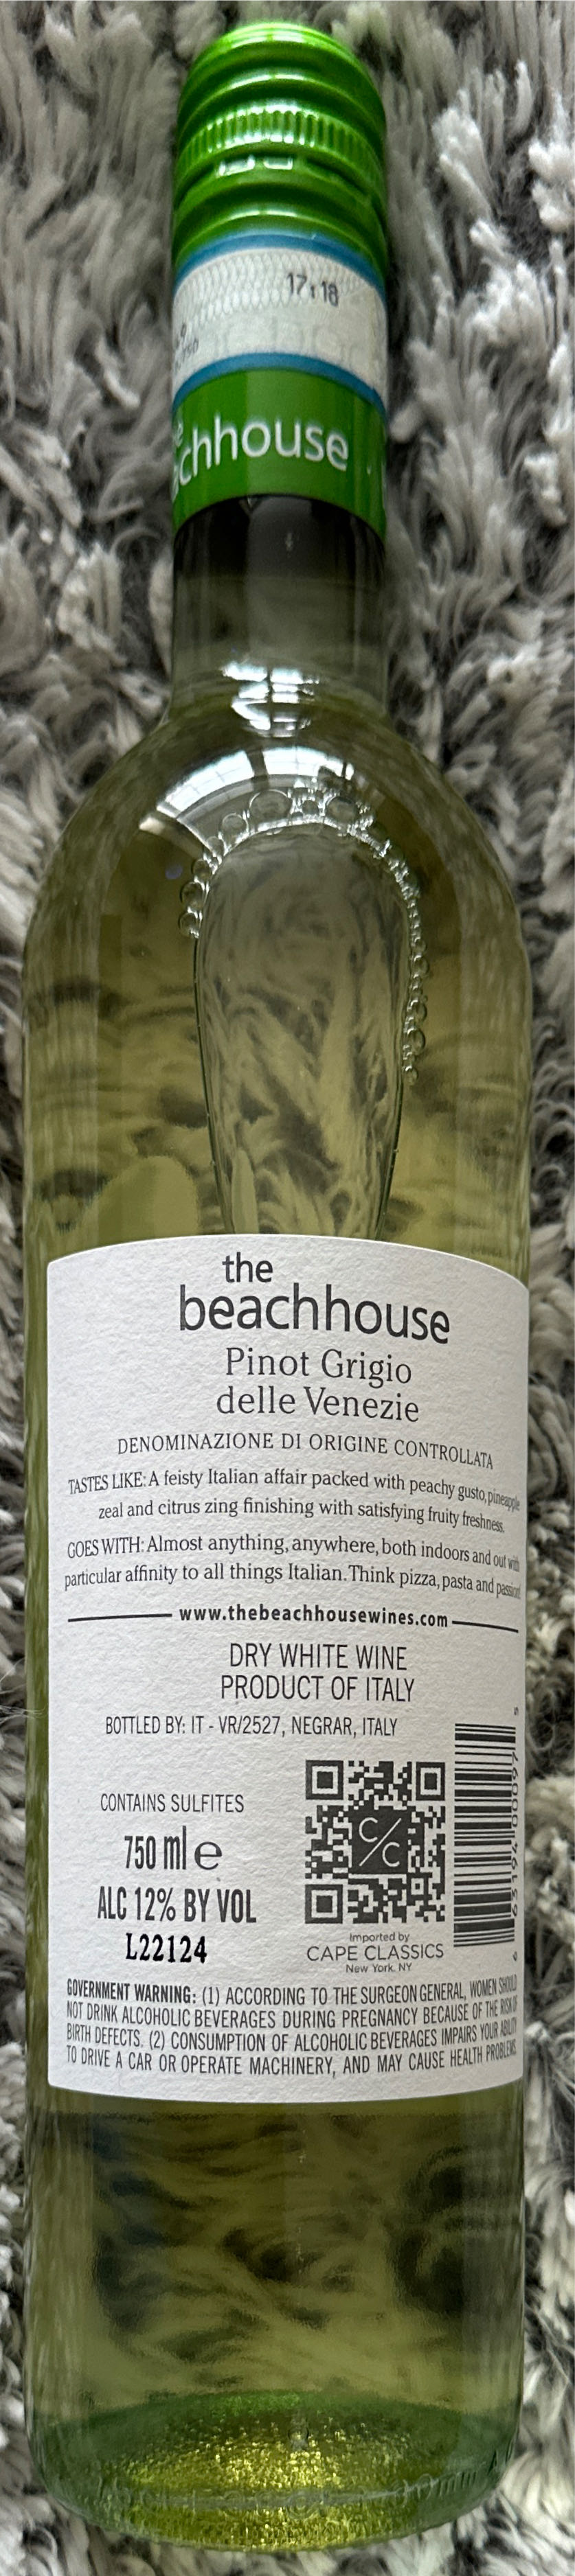 17:18
chhouse
the
beachhouse
Pinot Grigio
delle Venezie
DENOMINAZIONE DI ORIGINE CONTROLLATA
TASTES LIKE: A feisty Italian affair packed with peachy gusto, pineapple
zeal and citrus zing finishing with satisfying fruity freshness.
GOES WITH: Almost anything, anywhere, both indoors and out with
particular affinity to all things Italian. Think pizza, pasta and passion!
www.thebeachhousewines.com
DRY WHITE WINE
PRODUCT OF ITALY
BOTTLED BY: IT - VR/2527, NEGRAR, ITALY
CONTAINS SULFITES
750 ml e
ALC 12% BY VOL
L22124
C/C
Imported by
CAPE CLASSICS
New York. NY
GOVERNMENT WARNING: (1) ACCORDING TO THE SURGEON GENERAL, WOMEN SHOULD
NOT DRINK ALCOHOLIC BEVERAGES DURING PREGNANCY BECAUSE OF THE RISK OF
BIRTH DEFECTS. (2) CONSUMPTION OF ALCOHOLIC BEVERAGES IMPAIRS YOUR ABILITY
TO DRIVE A CAR OR OPERATE MACHINERY, AND MAY CAUSE HEALTH PROBLEMS.